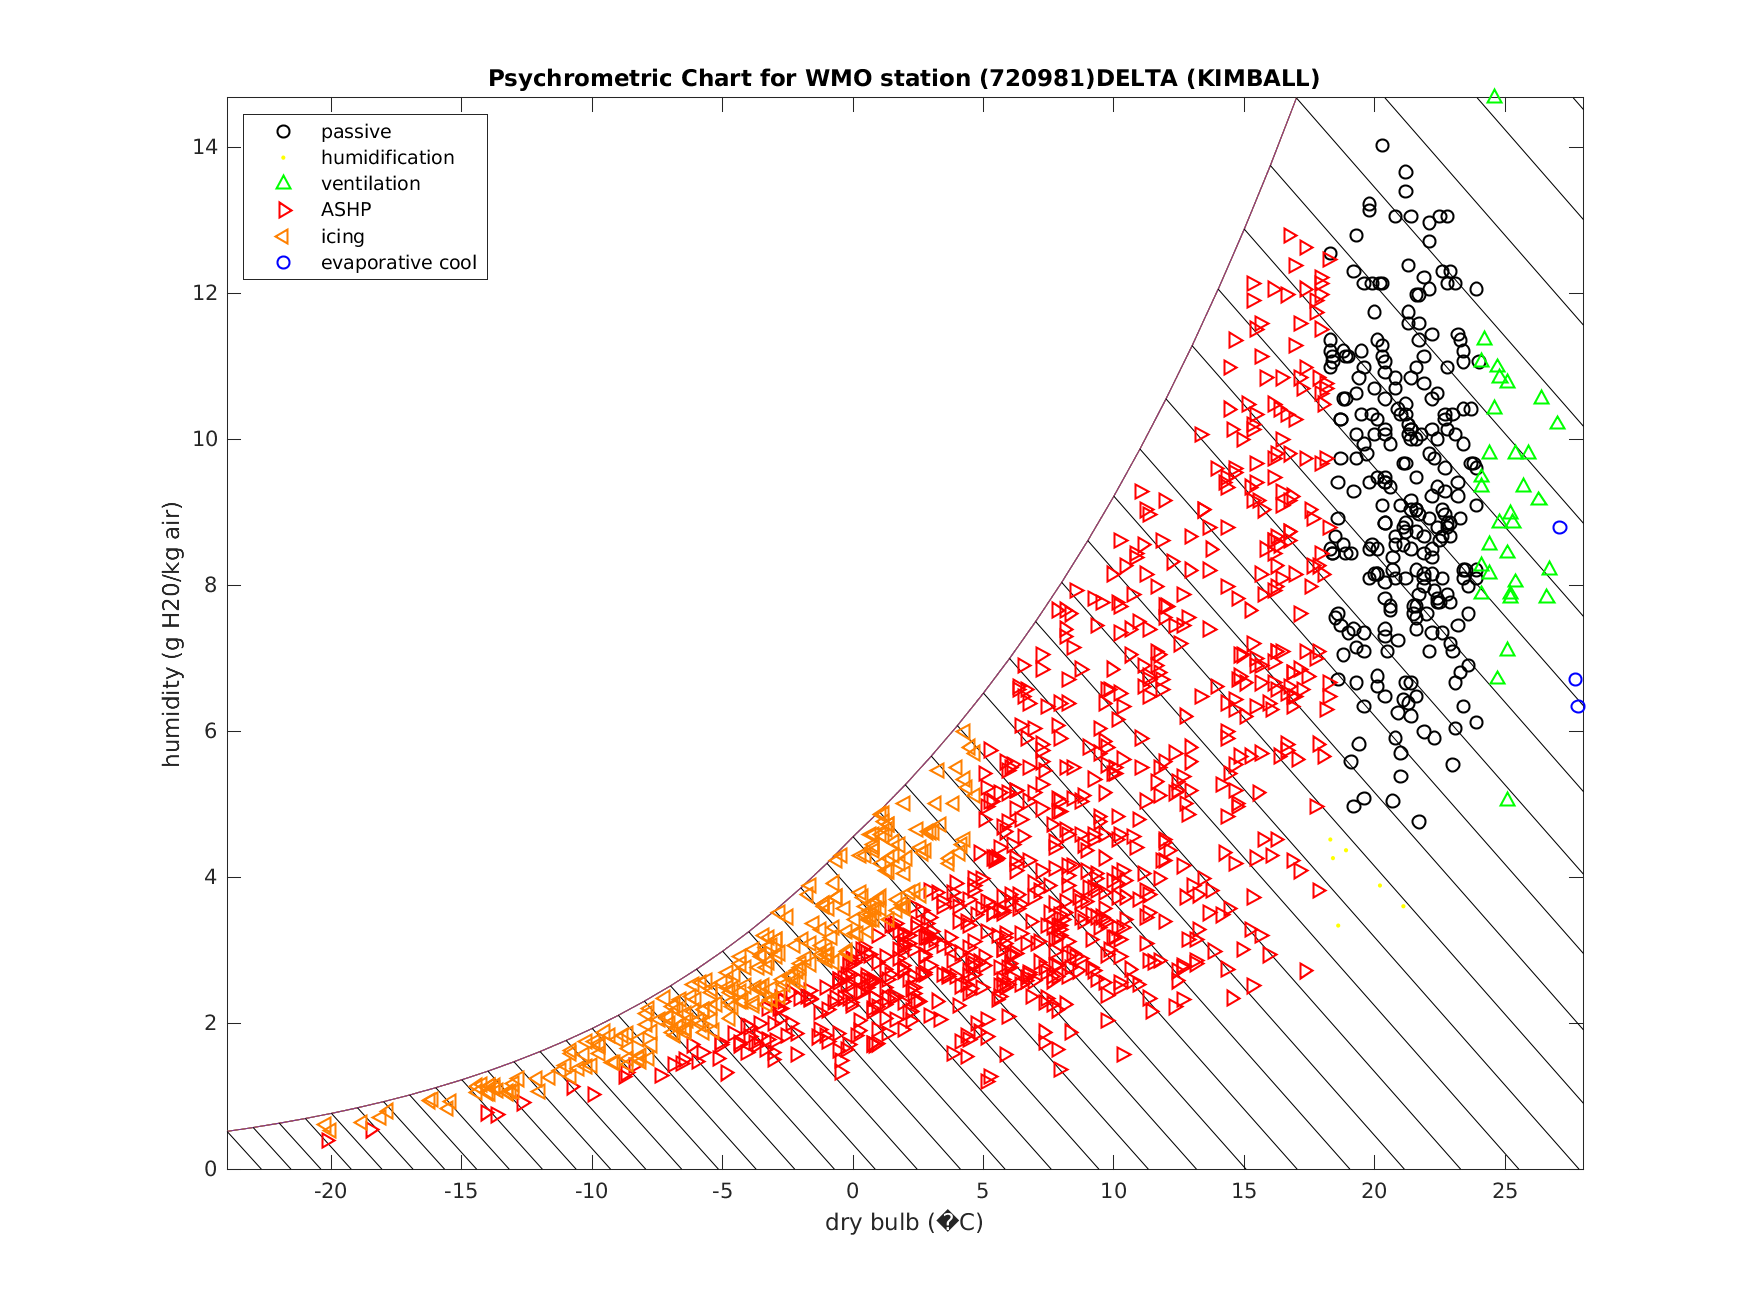 Psychrometric Chart for WMO station (720981)DELTA (KIMBALL)
passive
humidification
ventilation
ASHP
icing
evaporative cool
14
12
10
8
6
4
2
0
humidity (g H20/kg air)
-20 -15 -10 -5 0 5 10 15 20 25
dry bulb (�C)